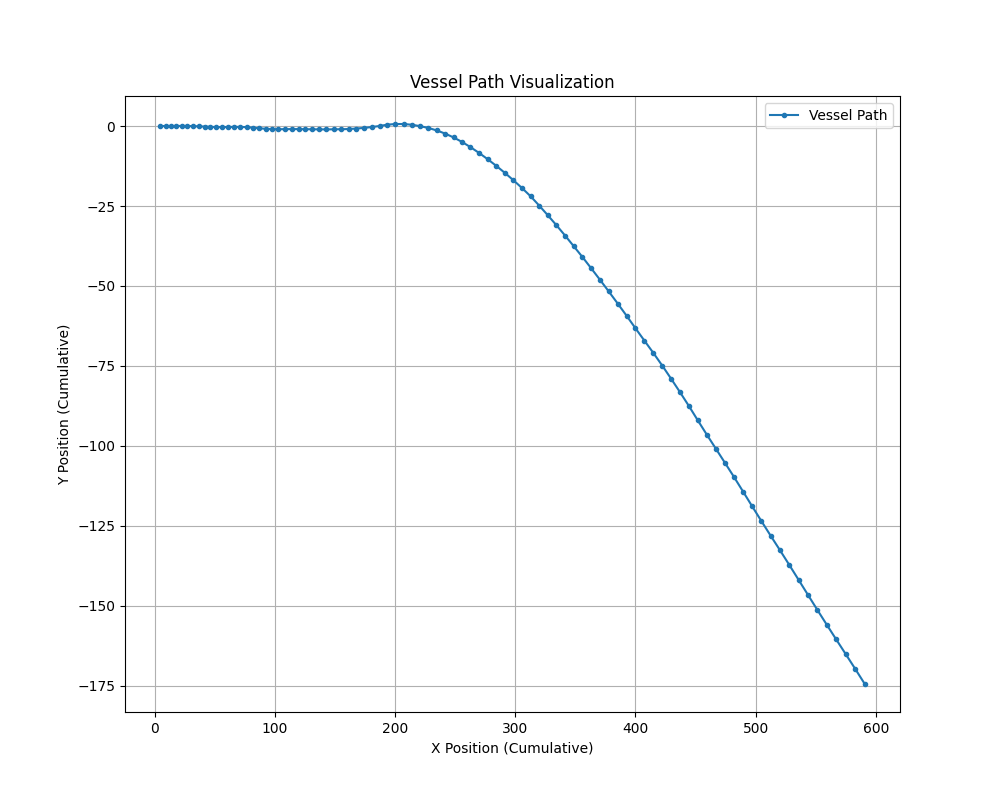 Vessel Path Visualization
Vessel Path
0
−25
−50
−75
−100
−125
−150
−175
Y Position (Cumulative)
0 100 200 300 400 500 600
X Position (Cumulative)